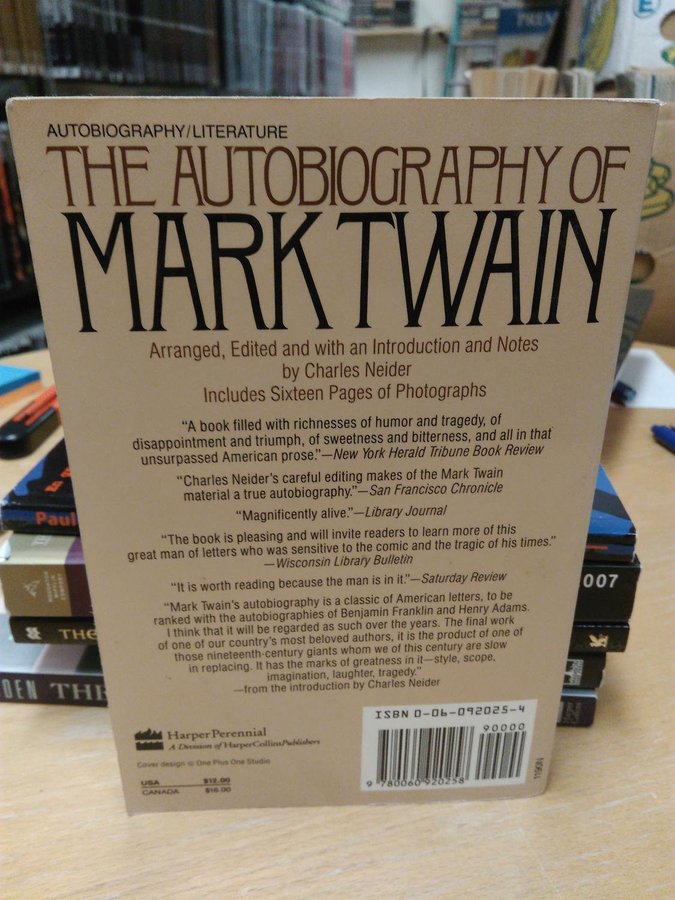 AUTOBIOGRAPHY/LITERATURE
THE AUTOBIOGRAPHY OF
MARK TWAIN
Arranged, Edited and with an Introduction and Notes
by Charles Neider
Includes Sixteen Pages of Photographs
“A book filled with richnesses of humor and tragedy, of
disappointment and triumph, of sweetness and bitterness, and all in that
unsurpassed American prose.”—New York Herald Tribune Book Review
“Charles Neider's careful editing makes of the Mark Twain
material a true autobiography.”—San Francisco Chronicle
“Magnificently alive.”—Library Journal
“The book is pleasing and will invite readers to learn more of this
great man of letters who was sensitive to the comic and the tragic of his times.”
—Wisconsin Library Bulletin
“It is worth reading because the man is in it.”—Saturday Review
“Mark Twain's autobiography is a classic of American letters, to be
ranked with the autobiographies of Benjamin Franklin and Henry Adams.
I think that it will be regarded as such over the years. The final work
of one of our country's most beloved authors, it is the product of one of
those nineteenth-century giants whom we of this century are slow
in replacing. It has the marks of greatness in it—style, scope,
imagination, laughter, tragedy.”
—from the introduction by Charles Neider
HarperPerennial
A Division of HarperCollinsPublishers
Cover design © One Plus One Studio
USA $12.00
CANADA $16.00
ISBN 0-06-092025-4
90000
9 780060 920258
Paul
007
THE
DEN THR